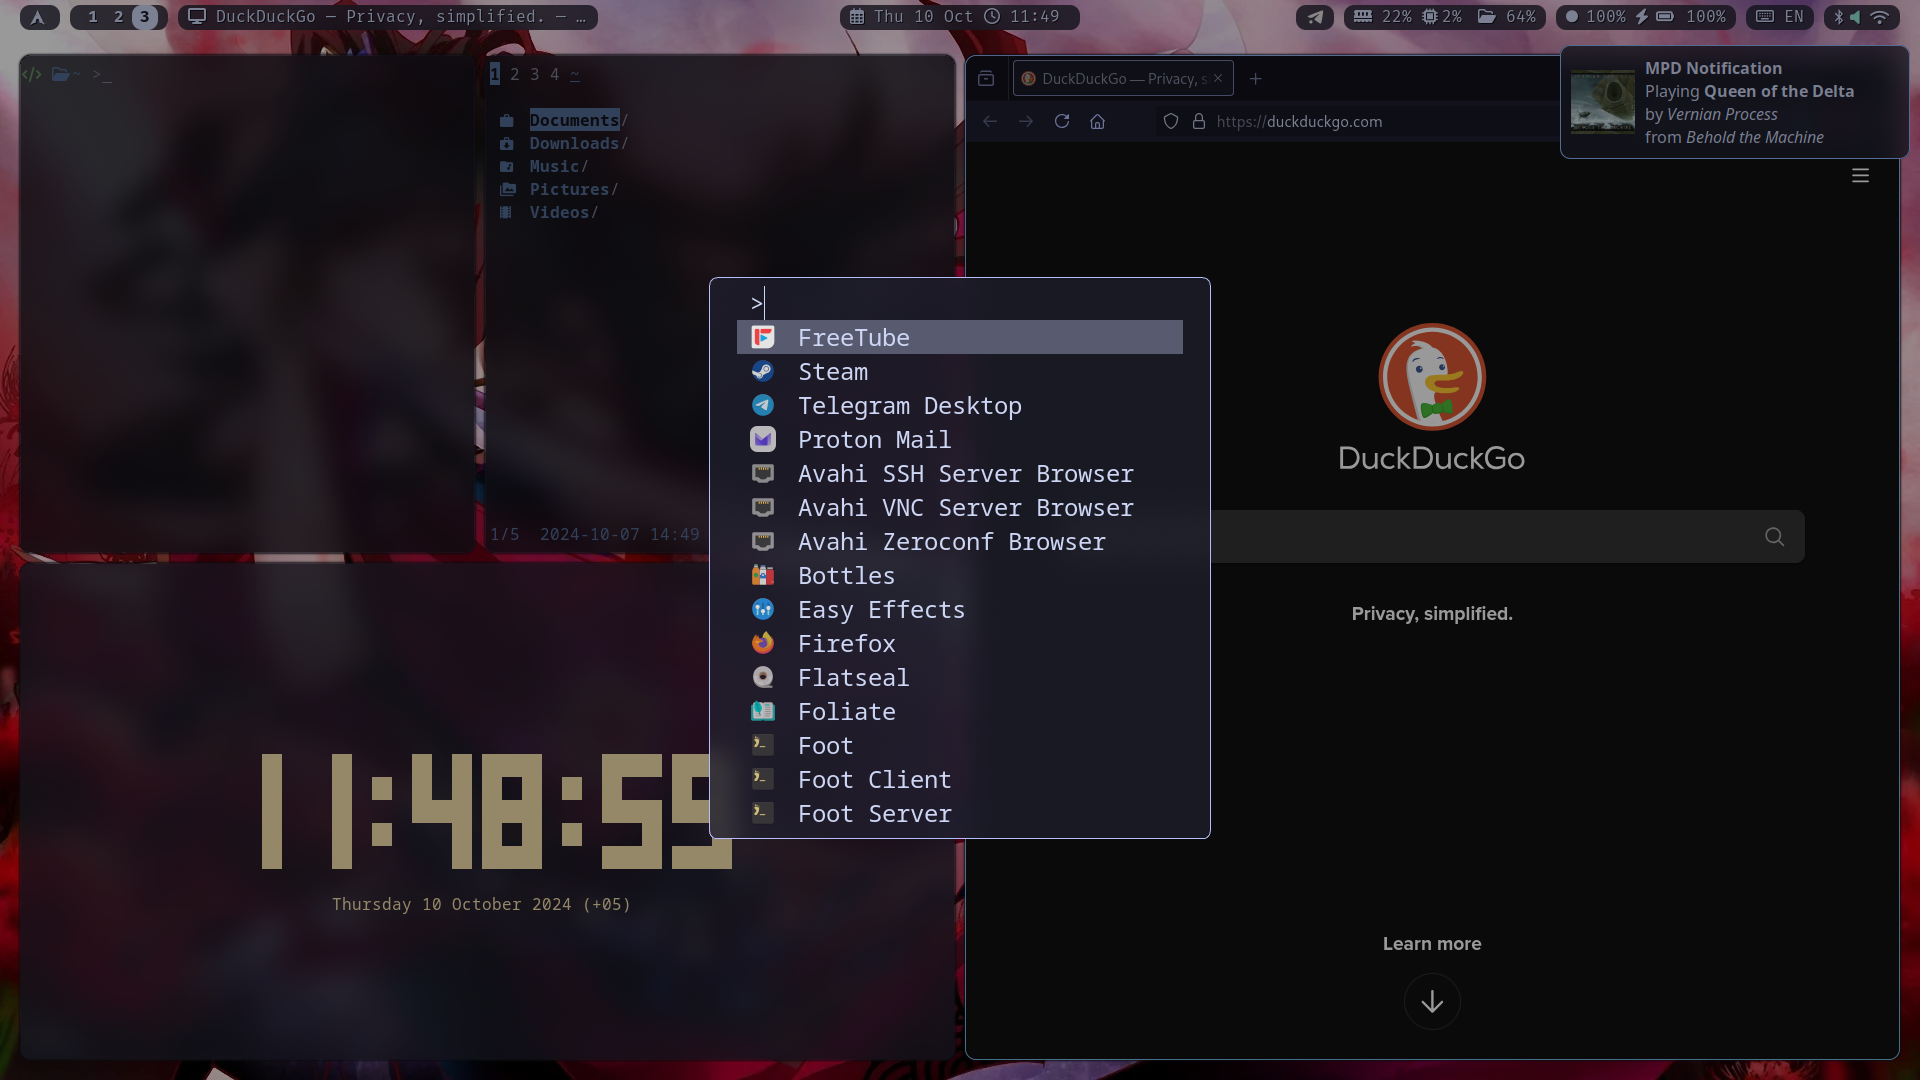 1 2 3
DuckDuckGo — Privacy, simplified. — …
Thu 10 Oct 11:49
22% 2% 64%
100% 100%
EN
~ >_
1 2 3 4 ~
Documents/
Downloads/
Music/
Pictures/
Videos/
1/5 2024-10-07 14:49
11:48:59
Thursday 10 October 2024 (+05)
>
FreeTube
Steam
Telegram Desktop
Proton Mail
Avahi SSH Server Browser
Avahi VNC Server Browser
Avahi Zeroconf Browser
Bottles
Easy Effects
Firefox
Flatseal
Foliate
Foot
Foot Client
Foot Server
DuckDuckGo — Privacy, s
https://duckduckgo.com
MPD Notification
Playing Queen of the Delta
by Vernian Process
from Behold the Machine
DuckDuckGo
Privacy, simplified.
Learn more